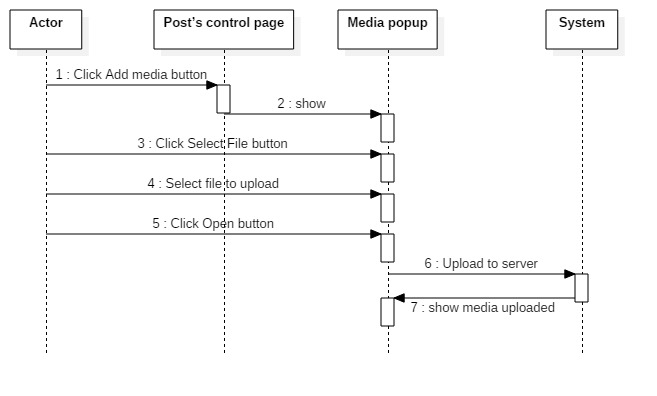 Actor
Post's control page
Media popup
System
1 : Click Add media button
2 : show
3 : Click Select File button
4 : Select file to upload
5 : Click Open button
6 : Upload to server
7 : show media uploaded